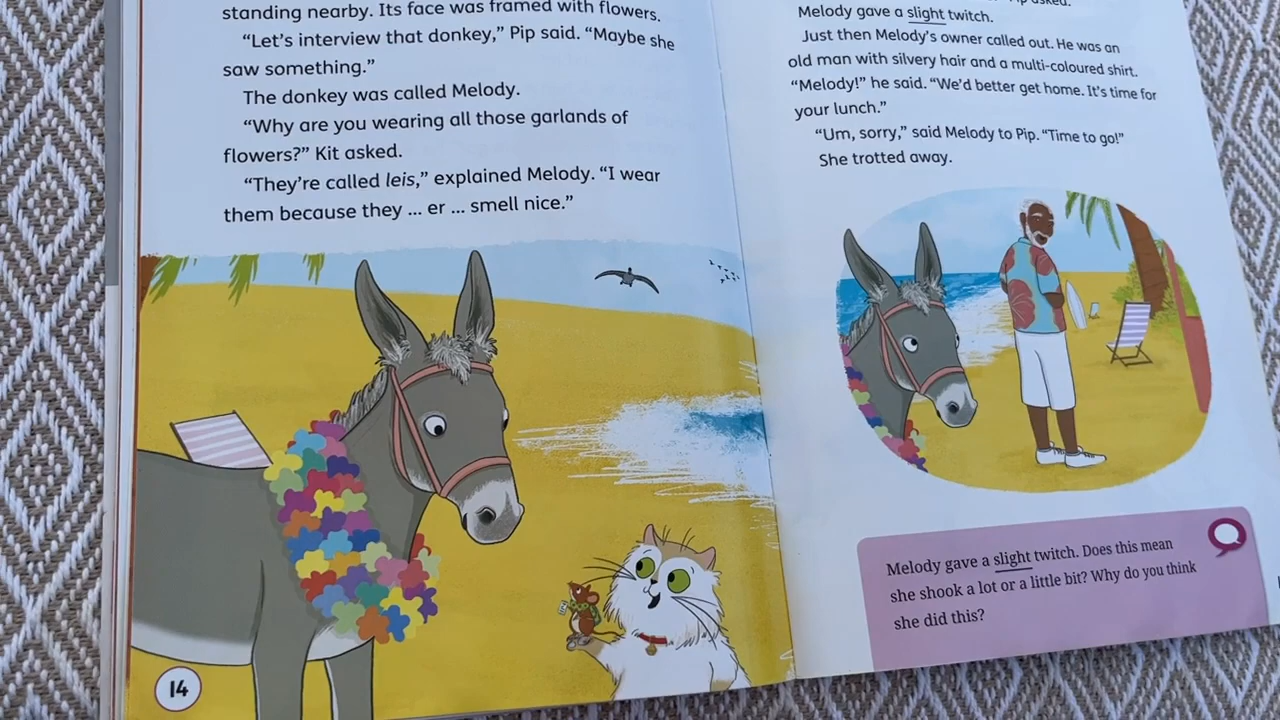 standing nearby. Its face was framed with flowers.
“Let’s interview that donkey,” Pip said. “Maybe she
saw something.”
The donkey was called Melody.
“Why are you wearing all those garlands of
flowers?” Kit asked.
“They’re called leis,” explained Melody. “I wear
them because they ... er ... smell nice.”
14
asked.
Melody gave a slight twitch.
Just then Melody’s owner called out. He was an
old man with silvery hair and a multi-coloured shirt.
“Melody!” he said. “We’d better get home. It’s time for
your lunch.”
“Um, sorry,” said Melody to Pip. “Time to go!”
She trotted away.
Melody gave a slight twitch. Does this mean
she shook a lot or a little bit? Why do you think
she did this?